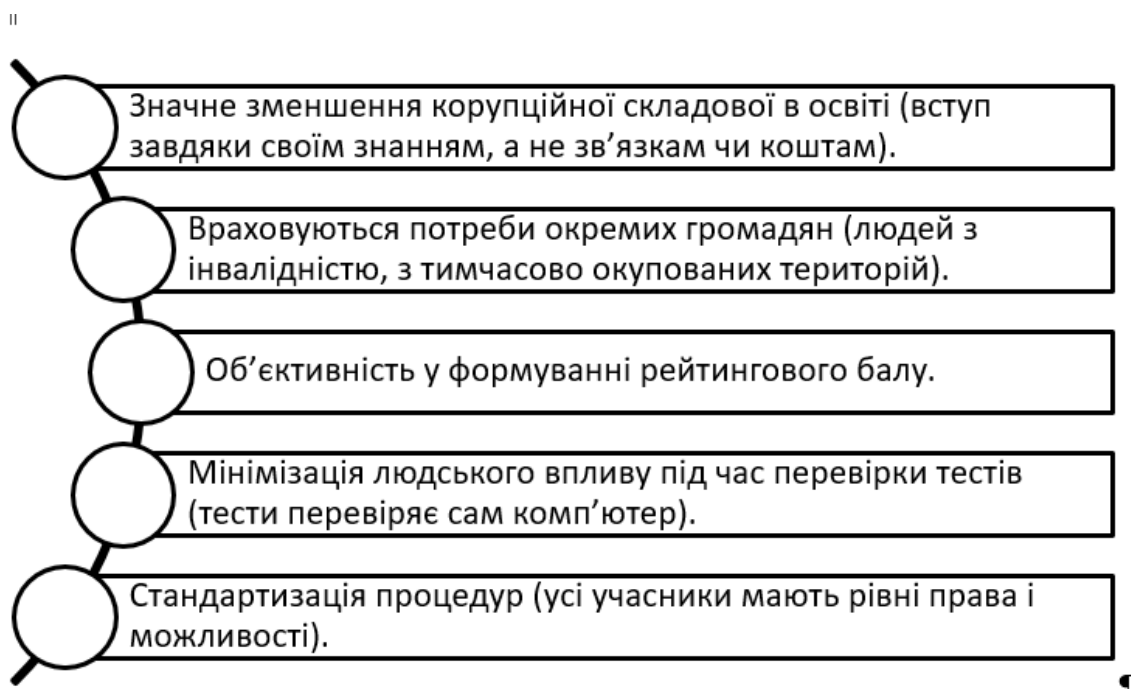 Значне зменшення корупційної складової в освіті (вступ
завдяки своїм знанням, а не зв’язкам чи коштам).
Враховуються потреби окремих громадян (людей з
інвалідністю, з тимчасово окупованих територій).
Об’єктивність у формуванні рейтингового балу.
Мінімізація людського впливу під час перевірки тестів
(тести перевіряє сам комп’ютер).
Стандартизація процедур (усі учасники мають рівні права і
можливості).